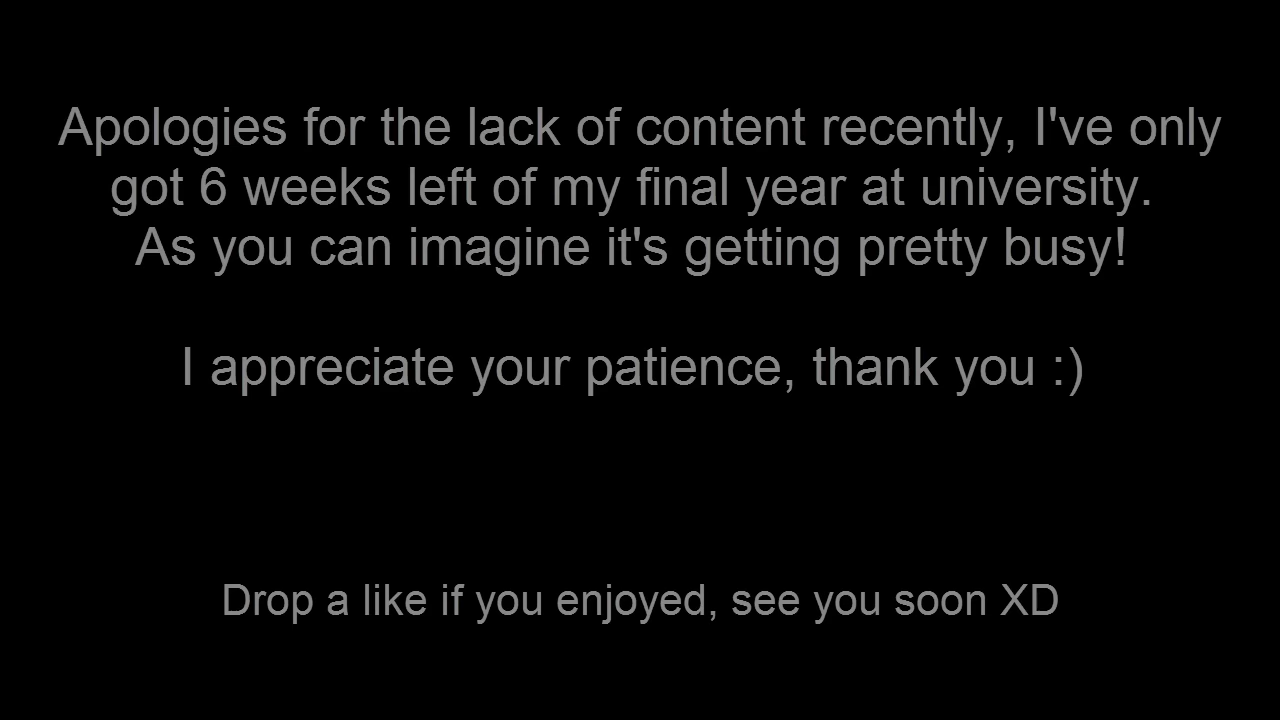 Apologies for the lack of content recently, I've only
got 6 weeks left of my final year at university.
As you can imagine it's getting pretty busy!
I appreciate your patience, thank you :)
Drop a like if you enjoyed, see you soon XD